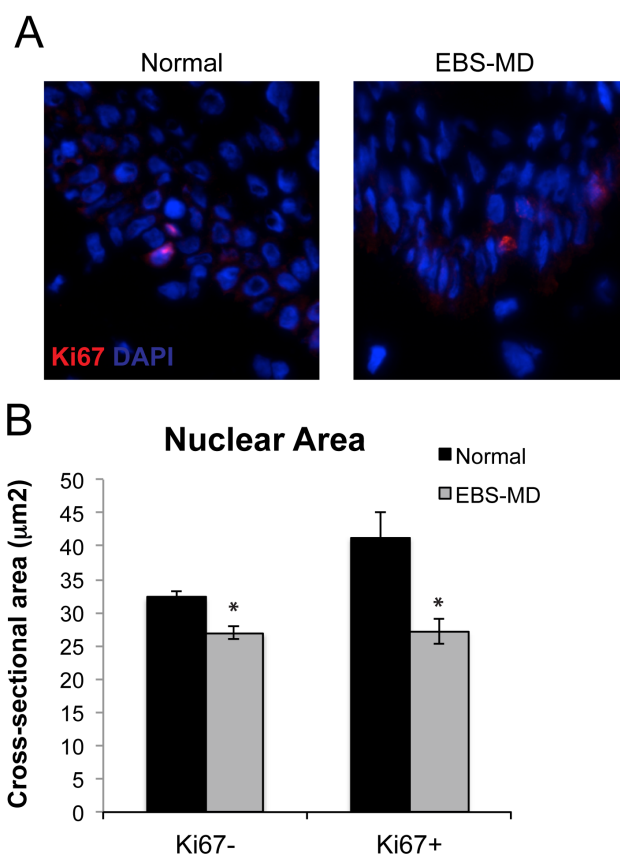 A
Normal
EBS-MD
Ki67 DAPI
B
Nuclear Area
Normal
EBS-MD
Cross-sectional area (µm2)
50
45
40
35
30
25
20
15
10
5
0
*
*
Ki67-
Ki67+